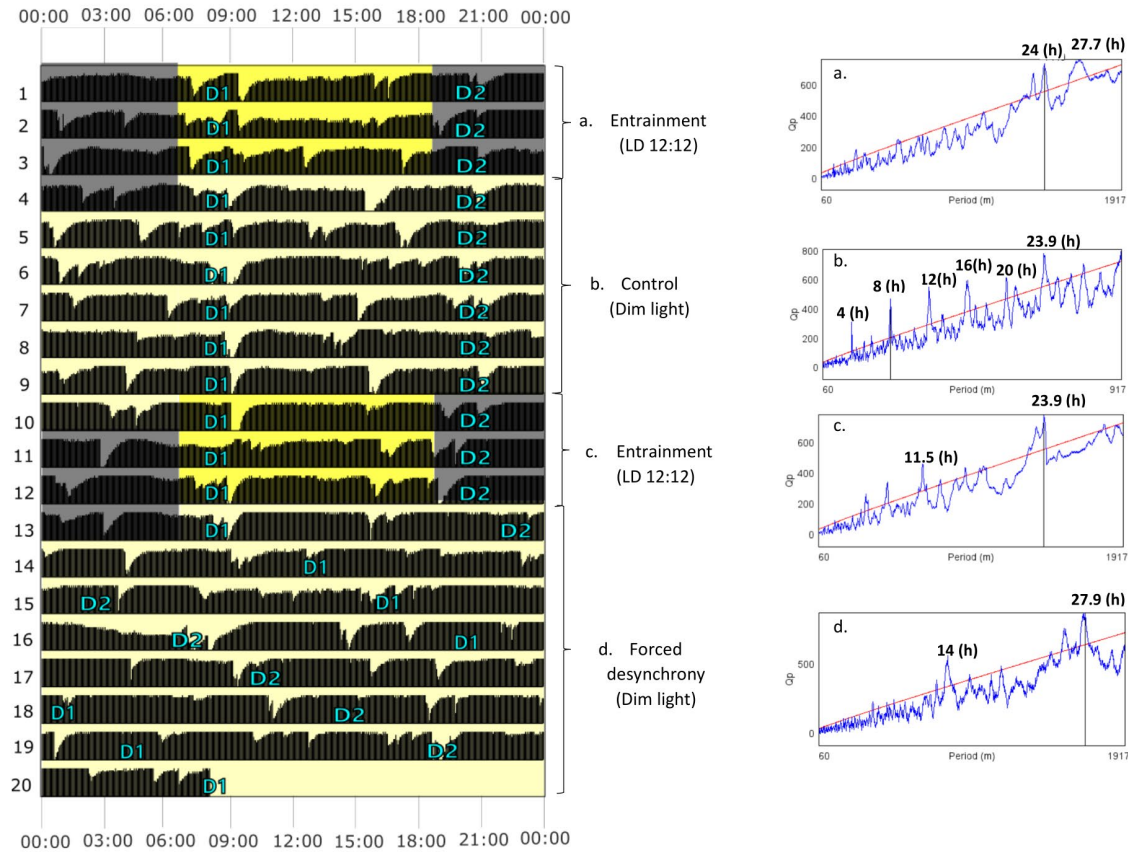 00:00 03:00 06:00 09:00 12:00 15:00 18:00 21:00 00:00
1 D1 D2
2 D1 D2
3 D1 D2
4 D1 D2
5 D1 D2
6 D1 D2
7 D1 D2
8 D1 D2
9 D1 D2
10 D1 D2
11 D1 D2
12 D1 D2
13 D1 D2
14 D1
15 D2 D1
16 D2 D1
17 D2
18 D1 D2
19 D1 D2
20 D1
00:00 03:00 06:00 09:00 12:00 15:00 18:00 21:00 00:00
a. Entrainment
(LD 12:12)
b. Control
(Dim light)
c. Entrainment
(LD 12:12)
d. Forced
desynchrony
(Dim light)
24 (h) 27.7 (h)
a.
600
400
200
0
Qp
60 Period (m) 1917
23.9 (h)
b.
800
600
400
200
0
Qp
4 (h) 8 (h) 12(h) 16(h) 20 (h)
60 Period (m) 917
23.9 (h)
c.
600
400
200
0
Qp
11.5 (h)
60 Period (m) 1917
27.9 (h)
d.
500
0
Qp
14 (h)
60 Period (m) 1917